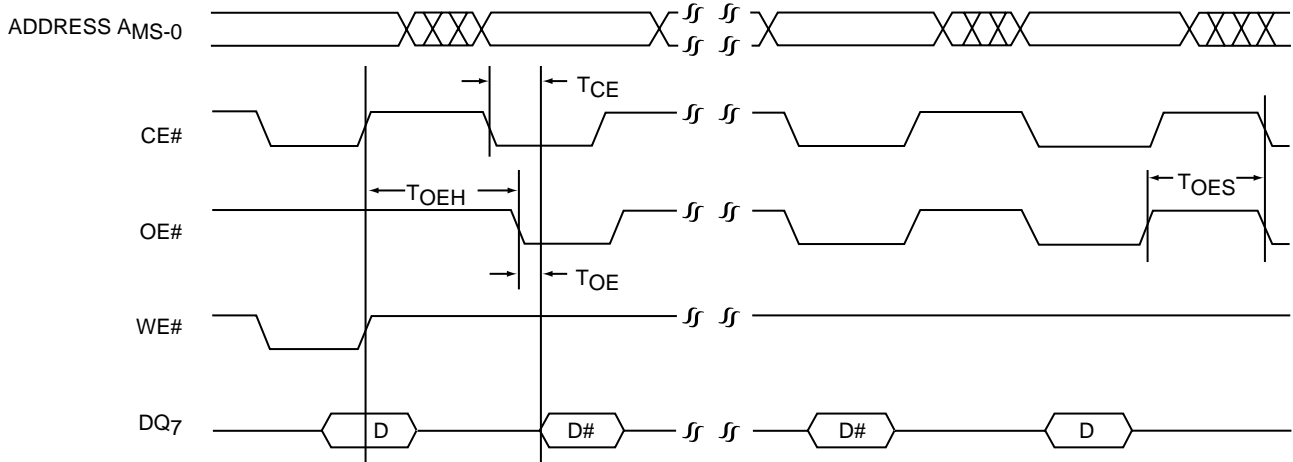 ADDRESS AMS-0
TCE
CE#
TOEH
TOES
OE#
TOE
WE#
DQ7
D
D#
D#
D